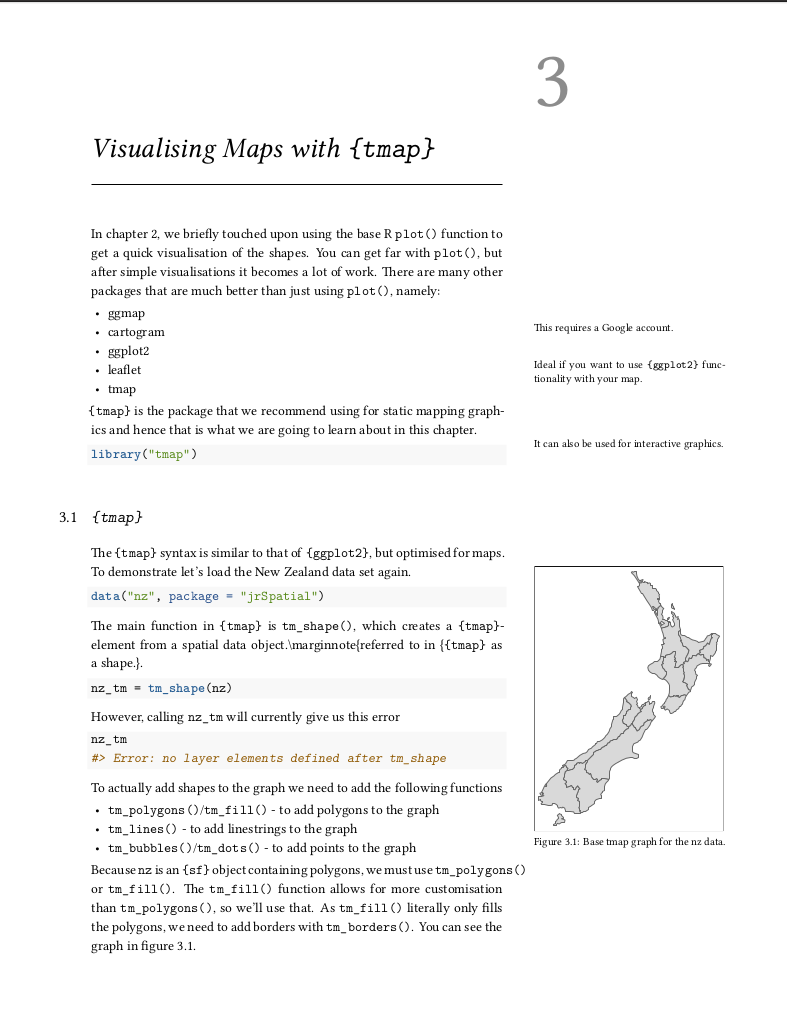 3
Visualising Maps with {tmap}
In chapter 2, we briefly touched upon using the base R plot() function to
get a quick visualisation of the shapes. You can get far with plot(), but
after simple visualisations it becomes a lot of work. There are many other
packages that are much better than just using plot(), namely:
• ggmap
• cartogram
• ggplot2
• leaflet
• tmap
This requires a Google account.
Ideal if you want to use {ggplot2} func-
tionality with your map.
It can also be used for interactive graphics.
{tmap} is the package that we recommend using for static mapping graph-
ics and hence that is what we are going to learn about in this chapter.
library("tmap")
3.1 {tmap}
The {tmap} syntax is similar to that of {ggplot2}, but optimised for maps.
To demonstrate let's load the New Zealand data set again.
data("nz", package = "jrSpatial")
The main function in {tmap} is tm_shape(), which creates a {tmap}-
element from a spatial data object.\marginnote{referred to in {{tmap} as
a shape.}.
nz_tm = tm_shape(nz)
However, calling nz_tm will currently give us this error
nz_tm
#> Error: no layer elements defined after tm_shape
To actually add shapes to the graph we need to add the following functions
• tm_polygons()/tm_fill() - to add polygons to the graph
• tm_lines() - to add linestrings to the graph
• tm_bubbles()/tm_dots() - to add points to the graph
Because nz is an {sf} object containing polygons, we must use tm_polygons()
or tm_fill(). The tm_fill() function allows for more customisation
than tm_polygons(), so we'll use that. As tm_fill() literally only fills
the polygons, we need to add borders with tm_borders(). You can see the
graph in figure 3.1.
Figure 3.1: Base tmap graph for the nz data.